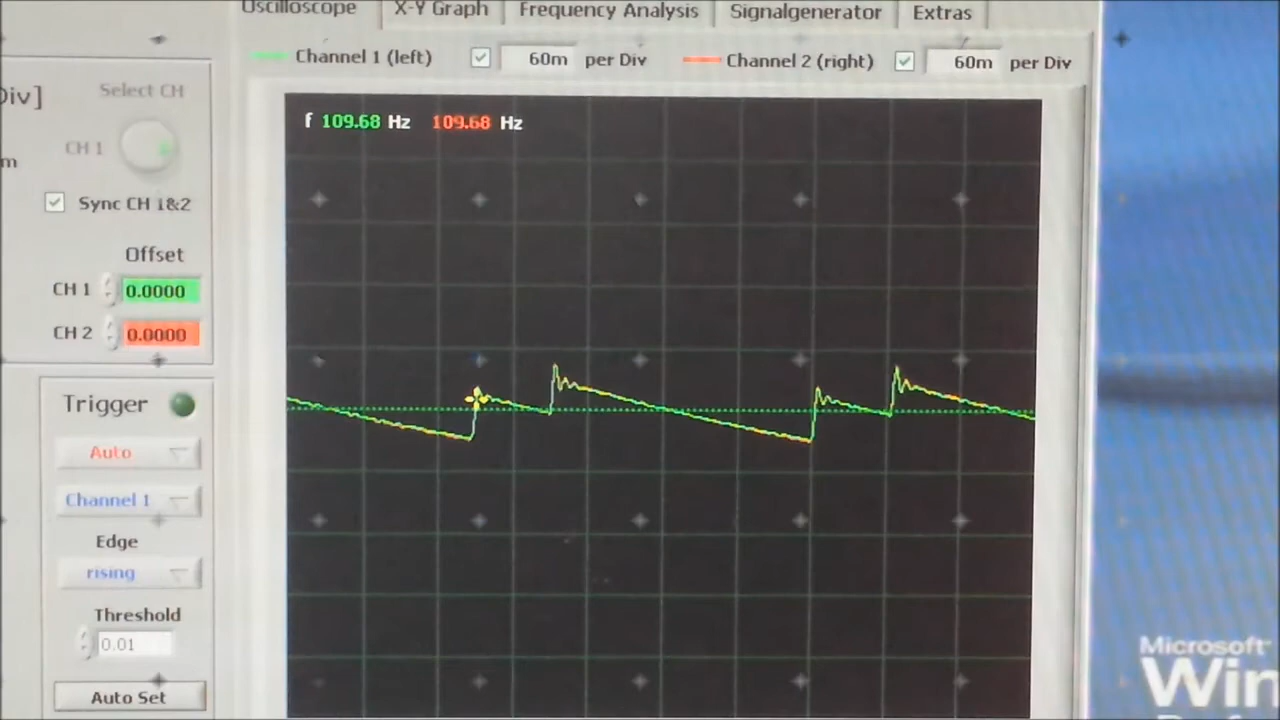 Oscilloscope
X-Y Graph
Frequency Analysis
Signalgenerator
Extras
Channel 1 (left) 60m per Div
Channel 2 (right) 60m per Div
Div]
Select CH
CH 1
m
Sync CH 1&2
Offset
CH 1 0.0000
CH 2 0.0000
f 109.68 Hz 109.68 Hz
Trigger
Auto
Channel 1
Edge
rising
Threshold
0.01
Auto Set
Microsoft
Win